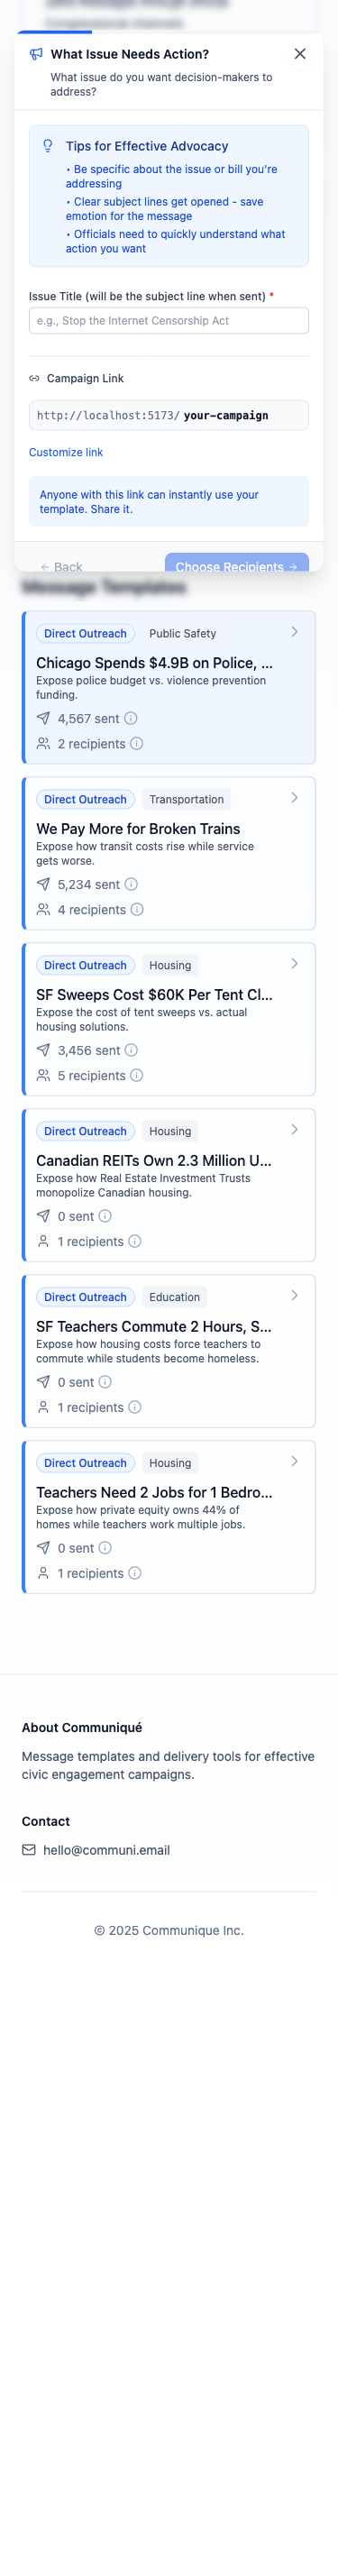 Congressional channels
What Issue Needs Action?
What issue do you want decision-makers to
address?
Tips for Effective Advocacy
• Be specific about the issue or bill you're
addressing
• Clear subject lines get opened - save
emotion for the message
• Officials need to quickly understand what
action you want
Issue Title (will be the subject line when sent) *
e.g., Stop the Internet Censorship Act
Campaign Link
http://localhost:5173/ your-campaign
Customize link
Anyone with this link can instantly use your
template. Share it.
← Back
Choose Recipients →
Message Templates
Direct Outreach Public Safety
Chicago Spends $4.9B on Police, ...
Expose police budget vs. violence prevention
funding.
4,567 sent
2 recipients
Direct Outreach Transportation
We Pay More for Broken Trains
Expose how transit costs rise while service
gets worse.
5,234 sent
4 recipients
Direct Outreach Housing
SF Sweeps Cost $60K Per Tent Cl...
Expose the cost of tent sweeps vs. actual
housing solutions.
3,456 sent
5 recipients
Direct Outreach Housing
Canadian REITs Own 2.3 Million U...
Expose how Real Estate Investment Trusts
monopolize Canadian housing.
0 sent
1 recipients
Direct Outreach Education
SF Teachers Commute 2 Hours, S...
Expose how housing costs force teachers to
commute while students become homeless.
0 sent
1 recipients
Direct Outreach Housing
Teachers Need 2 Jobs for 1 Bedro...
Expose how private equity owns 44% of
homes while teachers work multiple jobs.
0 sent
1 recipients
About Communiqué
Message templates and delivery tools for effective
civic engagement campaigns.
Contact
hello@communi.email
© 2025 Communique Inc.